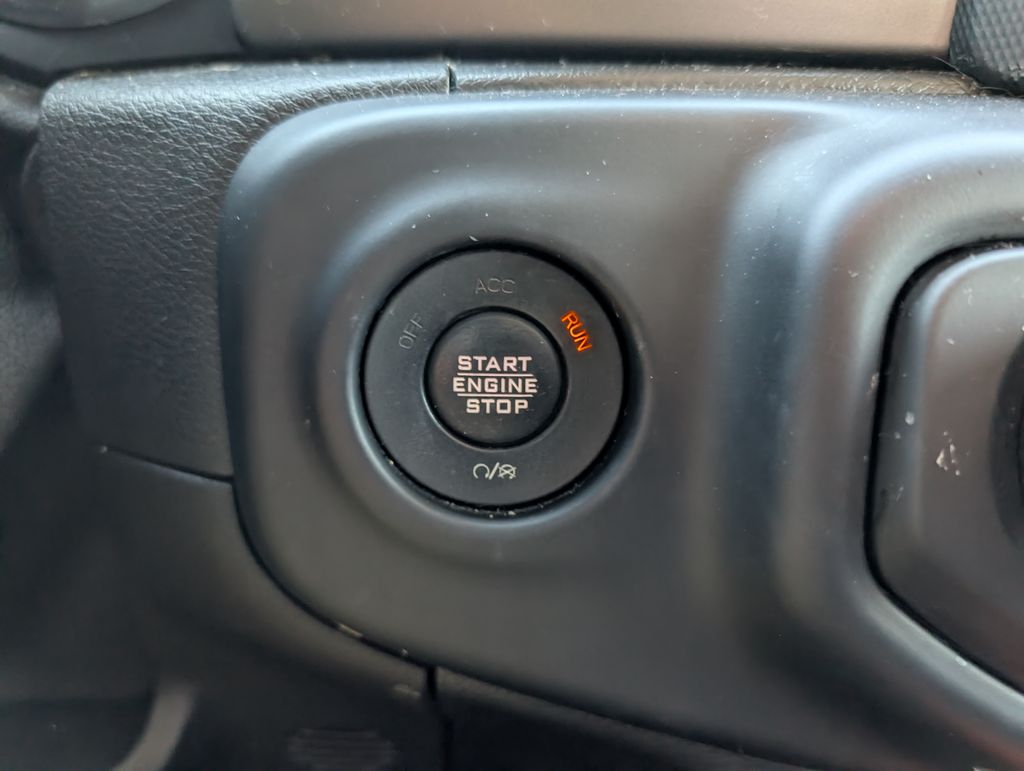 ACC
OFF
RUN
START
ENGINE
STOP
/